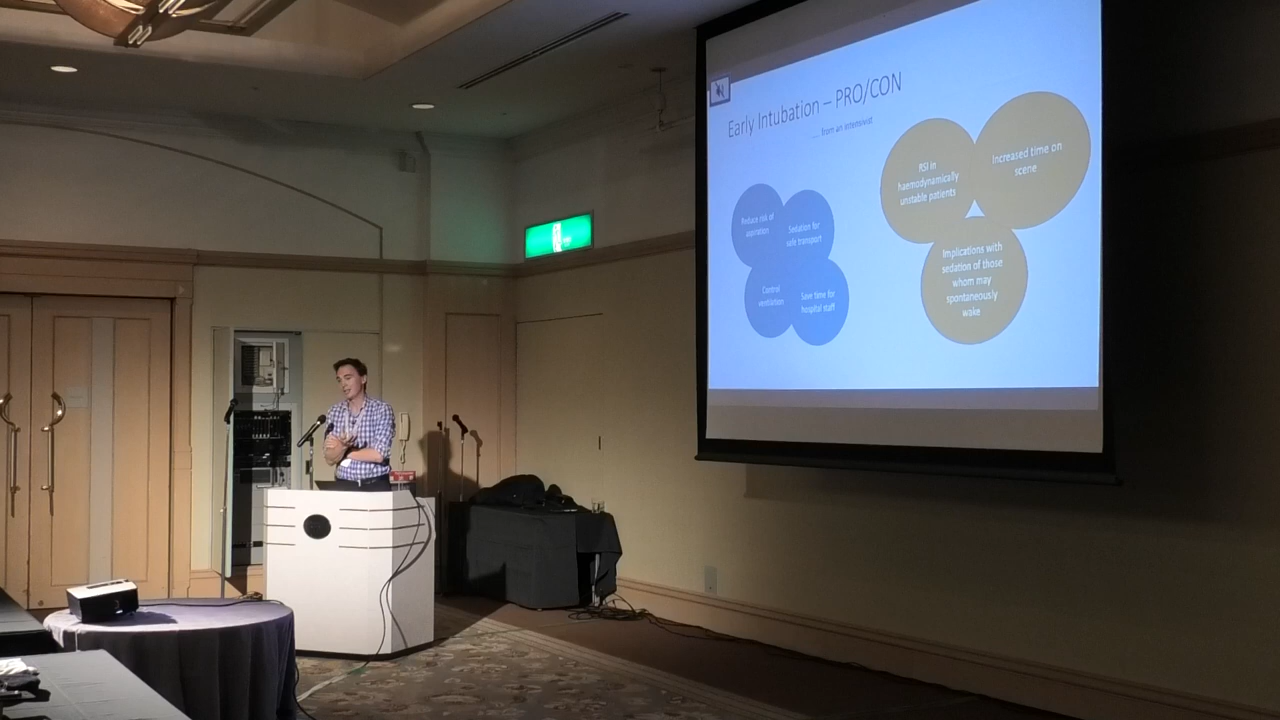 Early Intubation – PRO/CON
.... from an intensivist
Reduce risk of
aspiration
Sedation for
safe transport
Control
ventilation
Save time for
hospital staff
RSI in
haemodynamically
unstable patients
Increased time on
scene
Implications with
sedation of those
whom may
spontaneously
wake